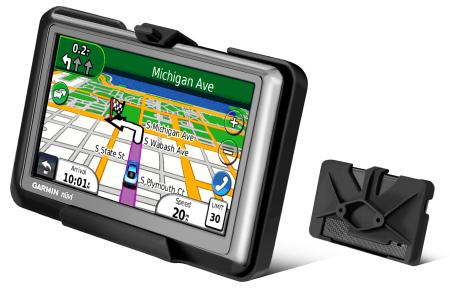 0.2
Michigan Ave
S Michigan Ave
S Wabash Ave
S State St
S Plymouth Ct
Arrival
10:01
Speed
20
LIMIT
30
GARMIN nüvi